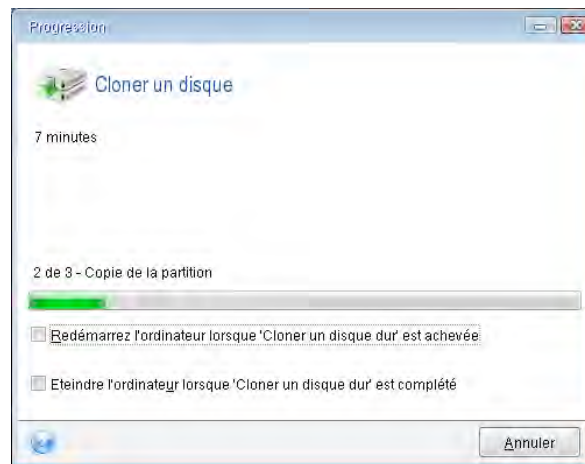 Progression
Cloner un disque
7 minutes
2 de 3 - Copie de la partition
Redémarrez l'ordinateur lorsque 'Cloner un disque dur' est achevée
Eteindre l'ordinateur lorsque 'Cloner un disque dur' est complété
Annuler